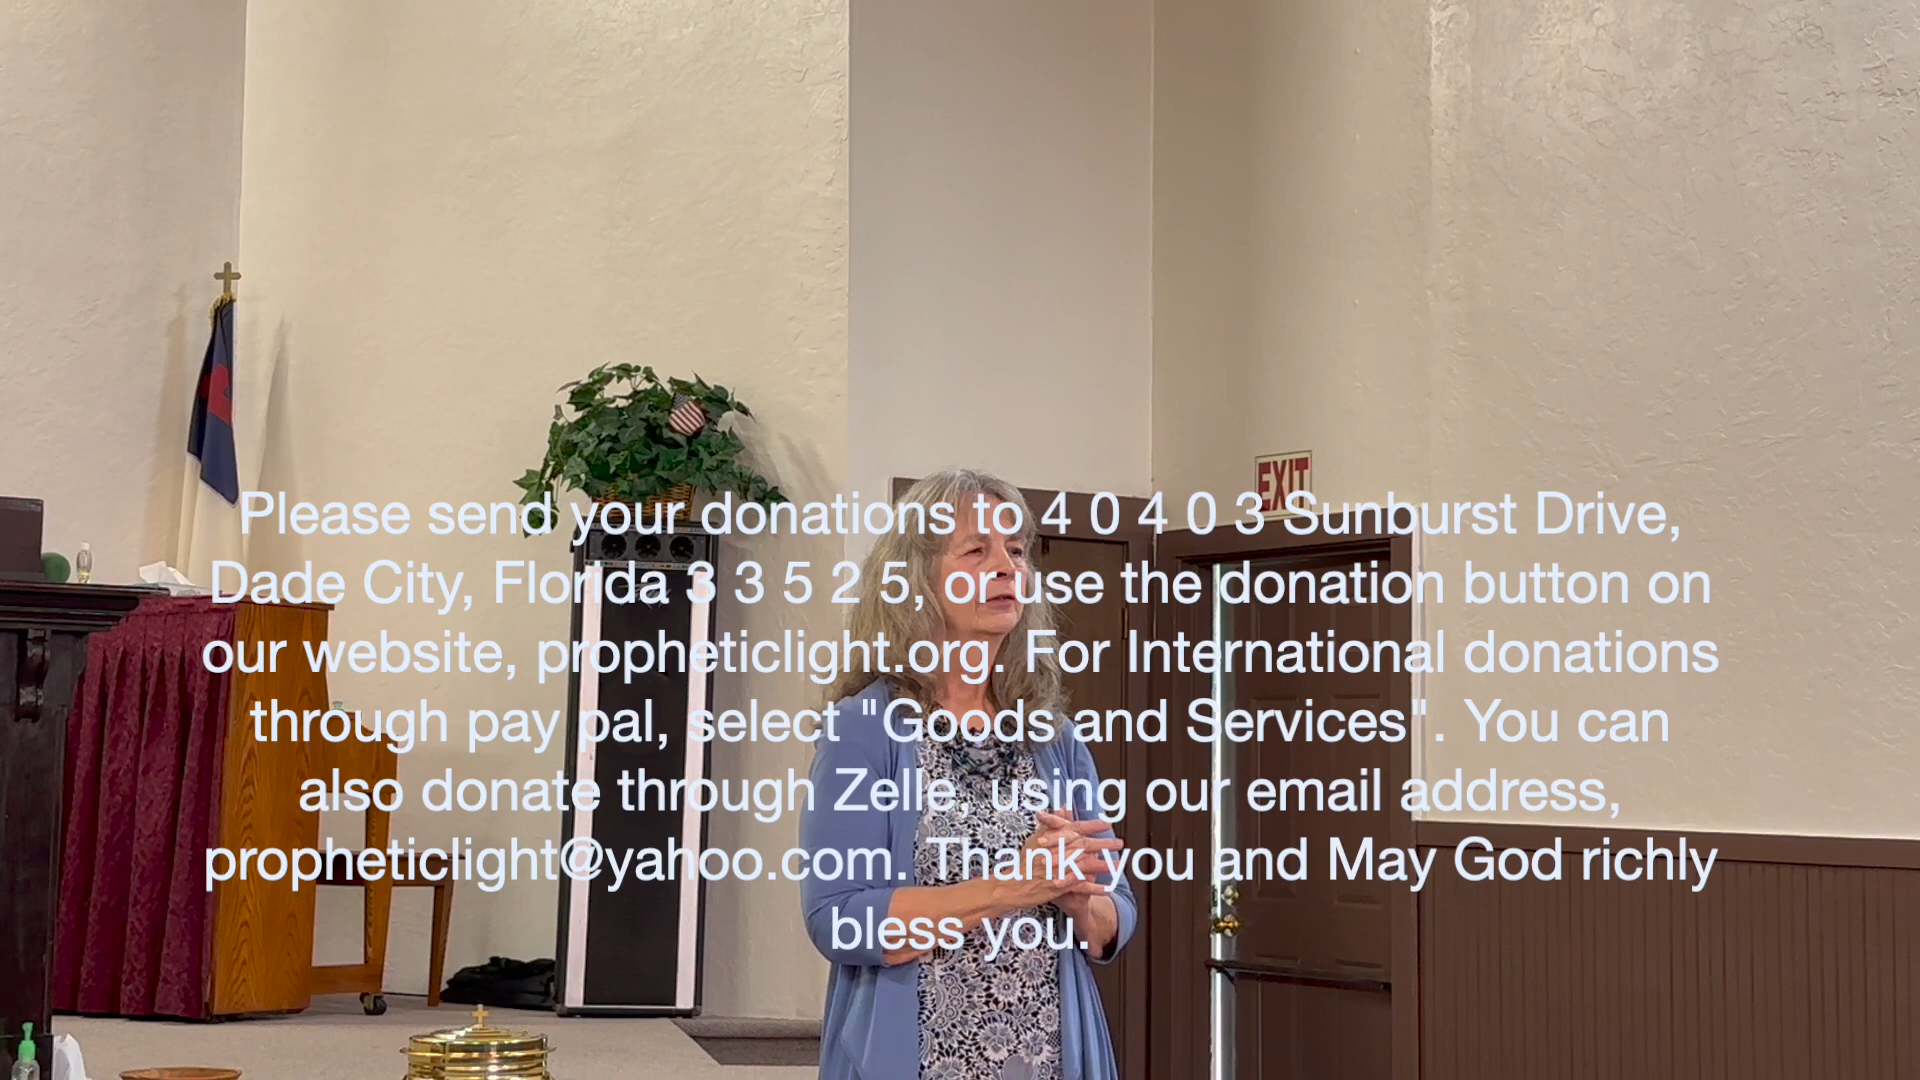 EXIT
Please send your donations to 4 0 4 0 3 Sunburst Drive,
Dade City, Florida 3 3 5 2 5, or use the donation button on
our website, propheticlight.org. For International donations
through pay pal, select "Goods and Services". You can
also donate through Zelle, using our email address,
propheticlight@yahoo.com. Thank you and May God richly
bless you.